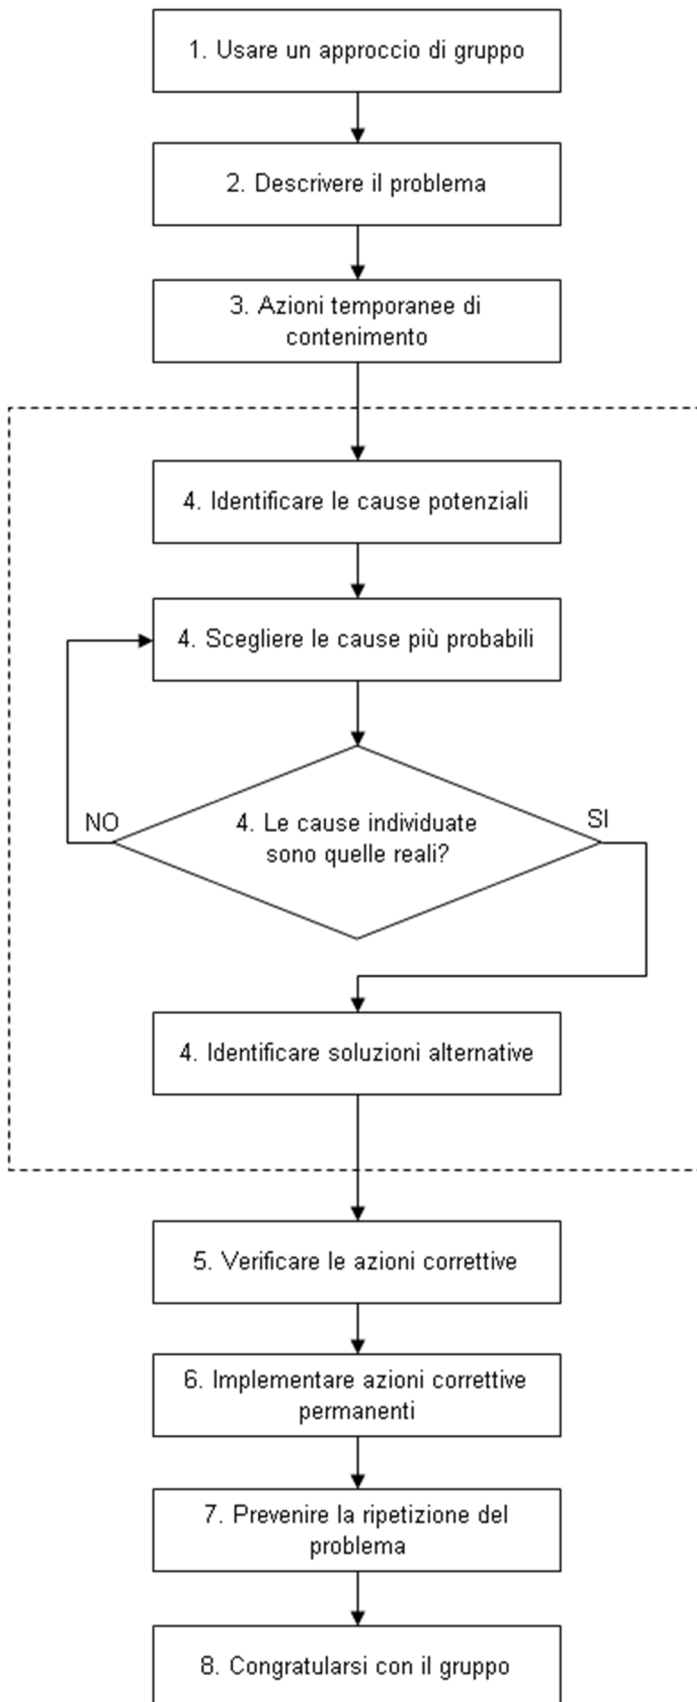 1. Usare un approccio di gruppo
2. Descrivere il problema
3. Azioni temporanee di
contenimento
4. Identificare le cause potenziali
4. Scegliere le cause più probabili
NO
4. Le cause individuate
sono quelle reali?
SI
4. Identificare soluzioni alternative
5. Verificare le azioni correttive
6. Implementare azioni correttive
permanenti
7. Prevenire la ripetizione del
problema
8. Congratularsi con il gruppo